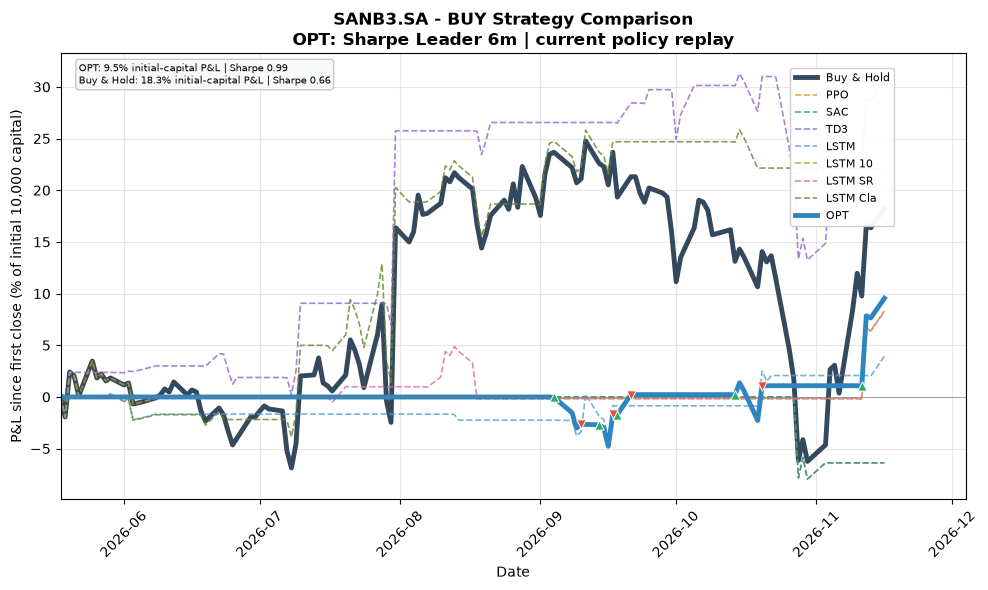 SANB3.SA - BUY Strategy Comparison
OPT: Sharpe Leader 6m | current policy replay
OPT: 9.5% initial-capital P&L | Sharpe 0.99
Buy & Hold: 18.3% initial-capital P&L | Sharpe 0.66
Buy & Hold
PPO
SAC
TD3
LSTM
LSTM 10
LSTM SR
LSTM Cla
OPT
P&L since first close (% of initial 10,000 capital)
30
25
20
15
10
5
0
−5
2026-06
2026-07
2026-08
2026-09
2026-10
2026-11
2026-12
Date